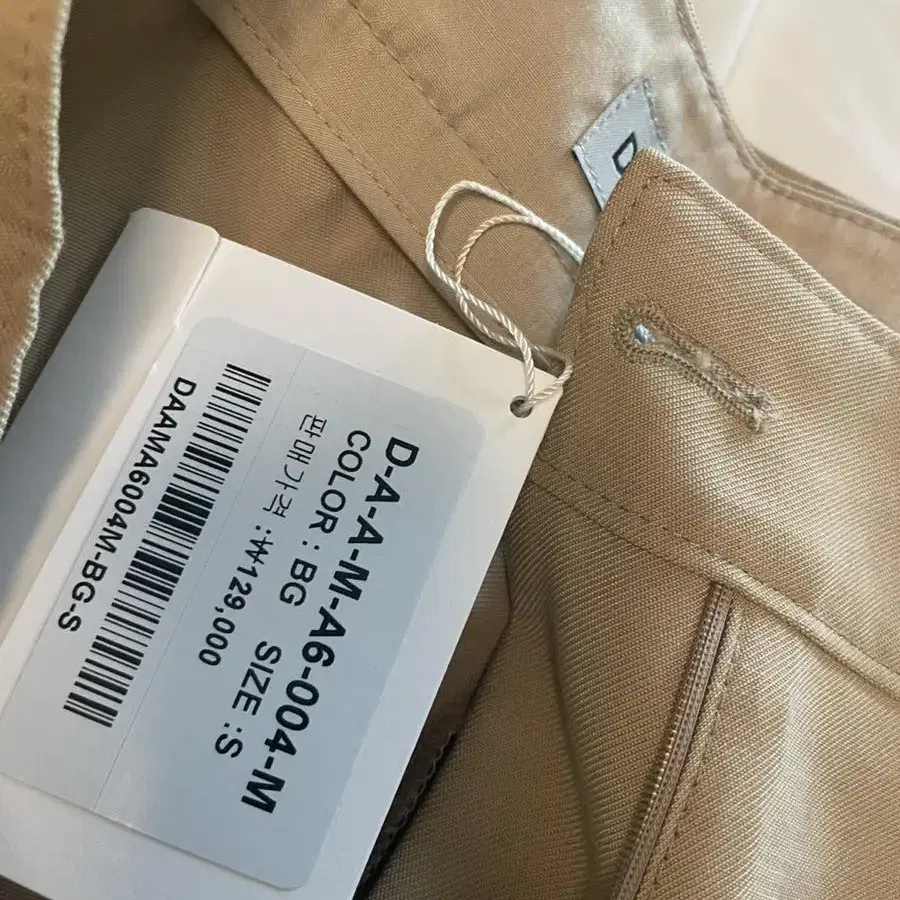 D-A-A-M-A6-004-M
COLOR : BG SIZE :S
판매가격 :₩129,000
DAAMA6004M-BG-S
D